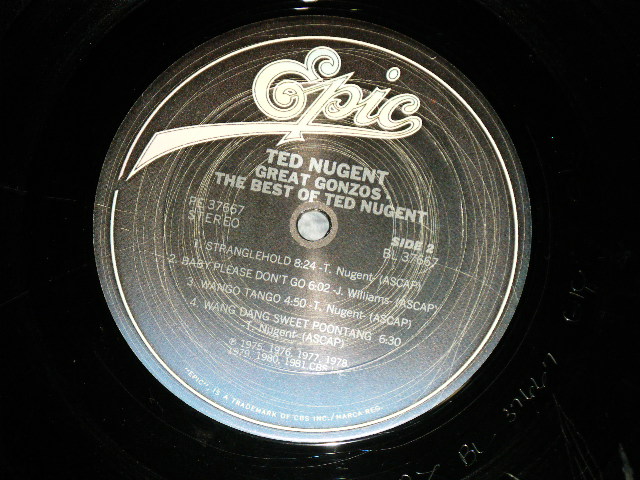 Epic
TED NUGENT
GREAT GONZOS
THE BEST OF TED NUGENT
PE 37667
STEREO
SIDE 2
BL 37667
1. STRANGLEHOLD 8:24 -T. Nugent- (ASCAP)
2. BABY PLEASE DON'T GO 6:02 -J. Williams- (ASCAP)
3. WANGO TANGO 4:50 -T. Nugent- (ASCAP)
4. WANG DANG SWEET POONTANG 6:30
-T. Nugent- (ASCAP)
℗ 1975, 1976, 1977, 1978
1979, 1980, 1981 CBS
"EPIC", IS A TRADEMARK OF CBS INC./MARCA REG.
BL